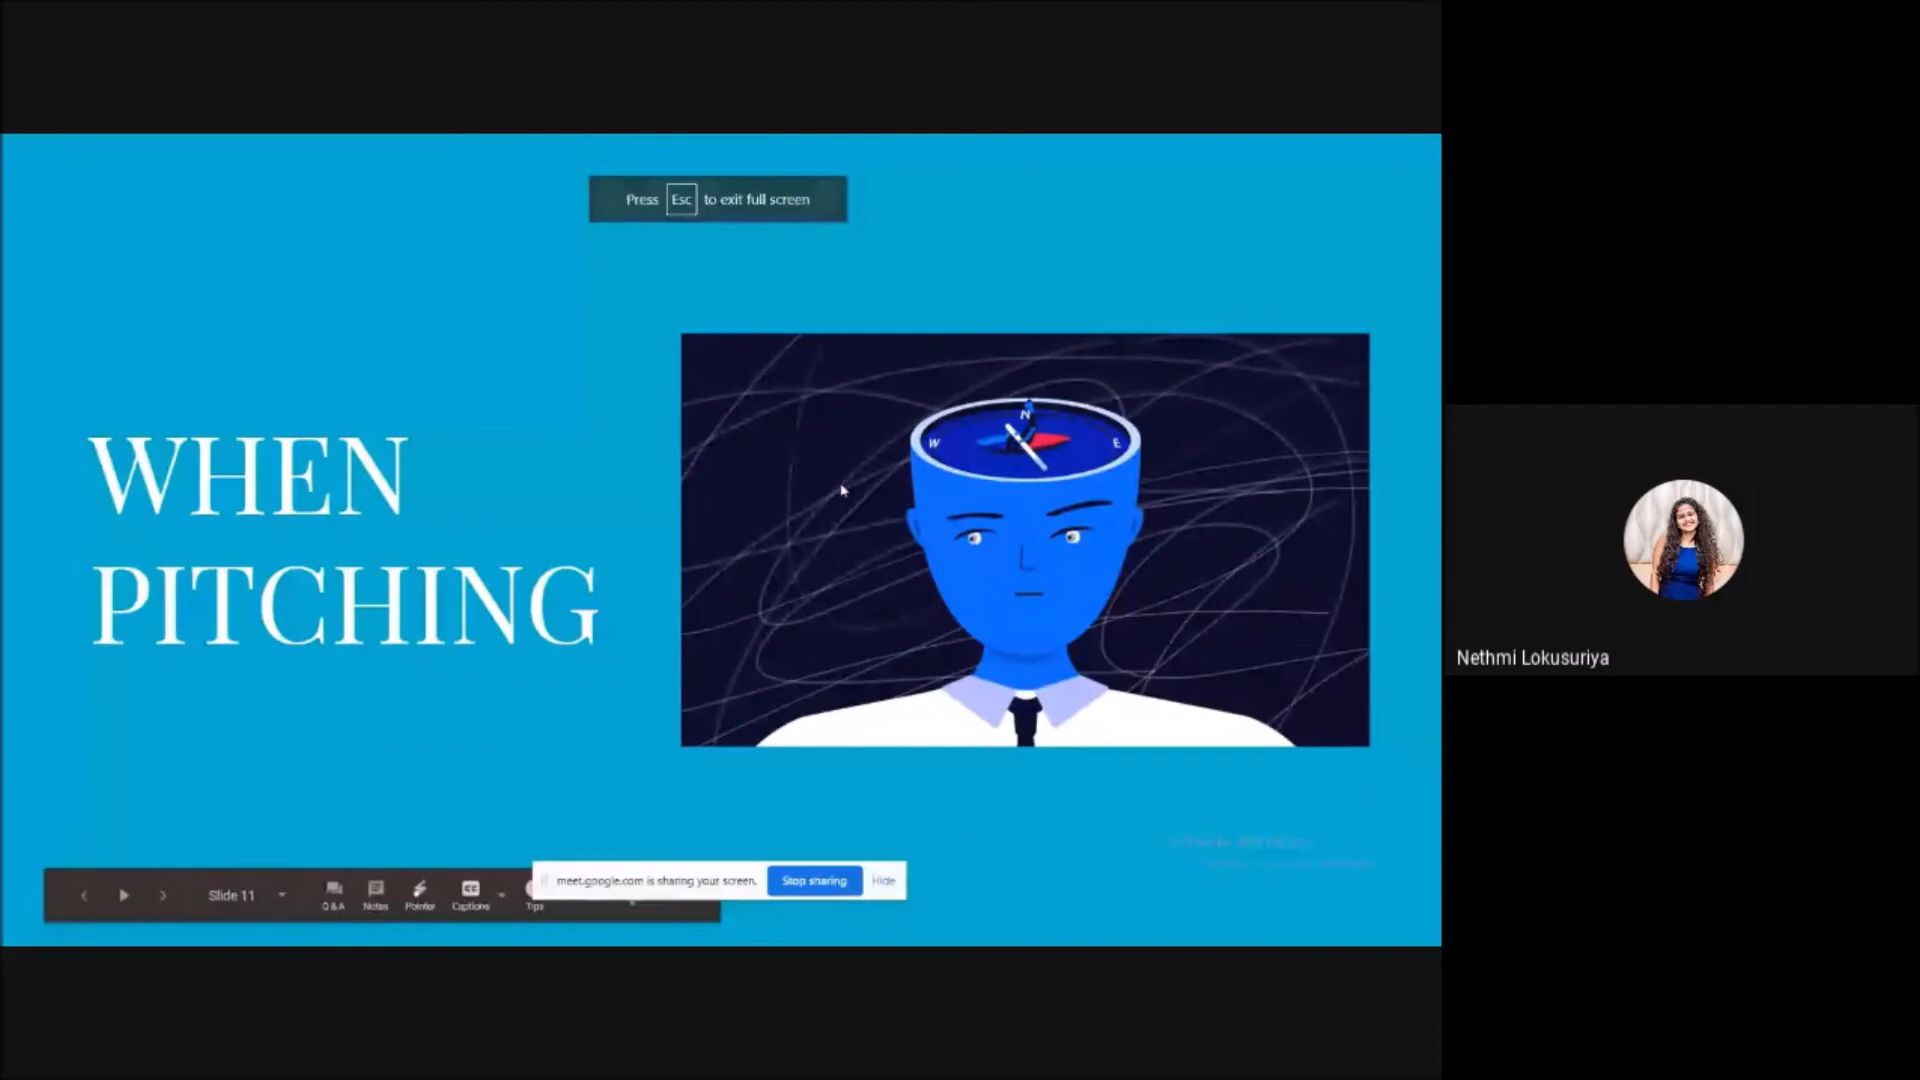 Press Esc to exit full screen
N
W
E
WHEN
PITCHING
Nethmi Lokusuriya
meet.google.com is sharing your screen.
Stop sharing
Hide
Slide 11
Q & A
Notes
Pointer
Captions
Tips